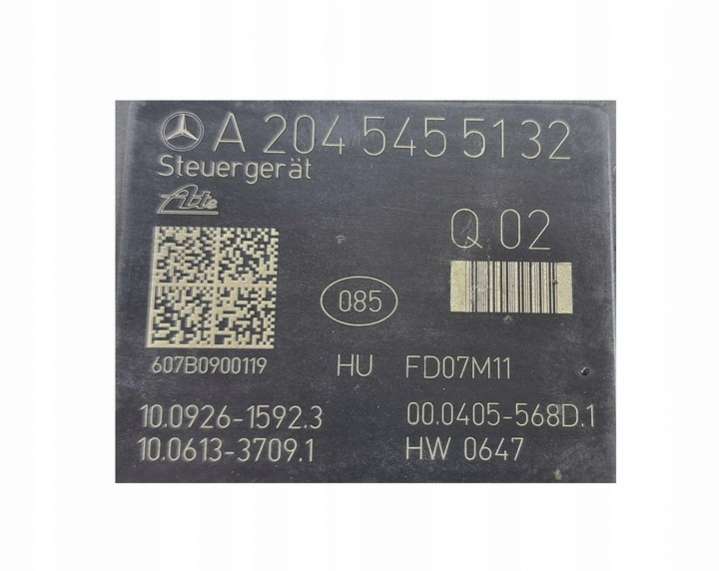 A 204 545 5132
Steuergerät
Ate
Q 02
085
607B0900119
HU FD07M11
10.0926-1592.3 00.0405-568D.1
10.0613-3709.1 HW 0647